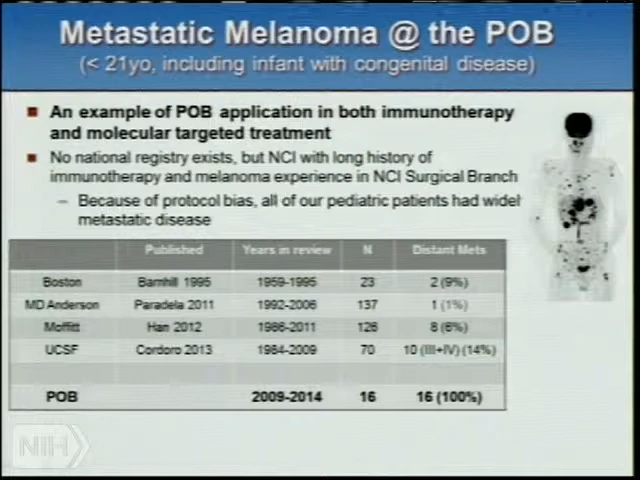 Metastatic Melanoma @ the POB
(< 21yo, including infant with congenital disease)
An example of POB application in both immunotherapy
and molecular targeted treatment
No national registry exists, but NCI with long history of
immunotherapy and melanoma experience in NCI Surgical Branch
– Because of protocol bias, all of our pediatric patients had widel
metastatic disease
Published Years in review N Distant Mets
Boston Barnhill 1995 1959-1995 23 2 (9%)
MD Anderson Paradela 2011 1992-2006 137 1 (1%)
Moffitt Han 2012 1986-2011 126 8 (6%)
UCSF Cordoro 2013 1984-2009 70 10 (III+IV) (14%)
POB 2009-2014 16 16 (100%)
NIH